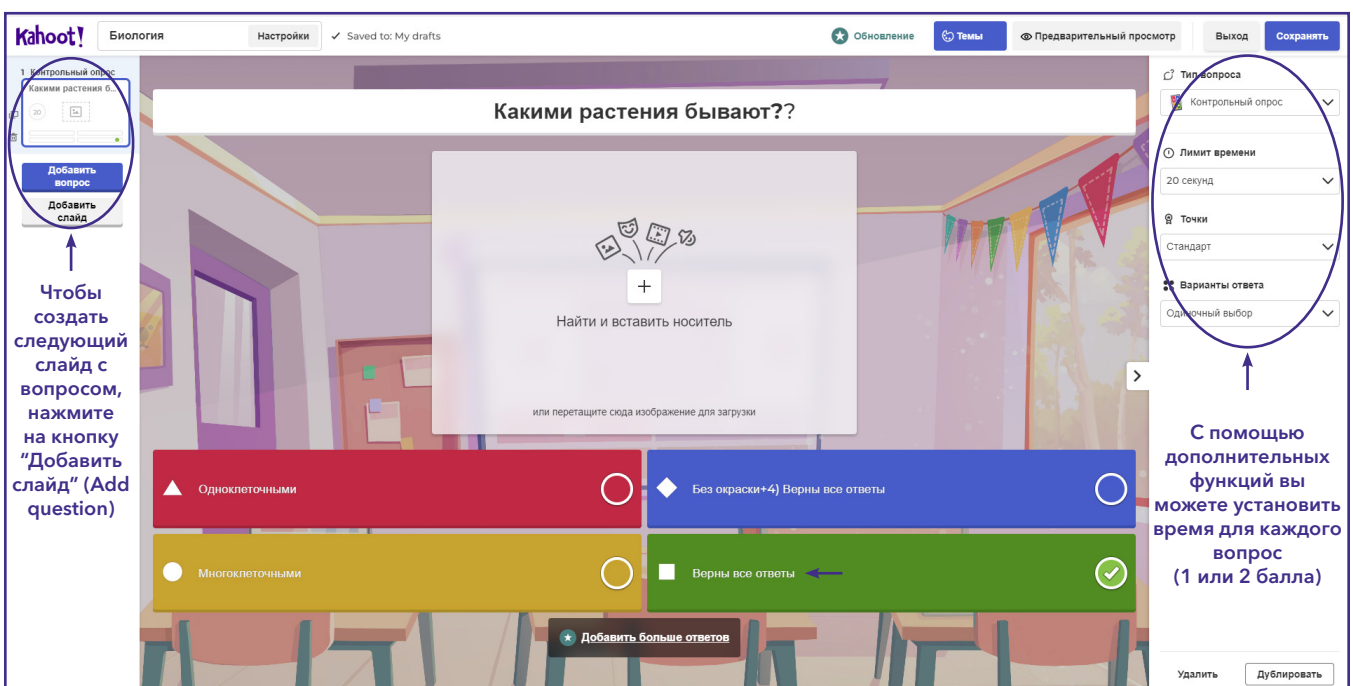 Kahoot!
Биология
Настройки
Saved to: My drafts
Обновление
Темы
Предварительный просмотр
Выход
Сохранять
1 Контрольный опрос
Какими растения б...
20
Добавить
вопрос
Добавить
слайд
Чтобы
создать
следующий
слайд с
вопросом,
нажмите
на кнопку
“Добавить
слайд” (Add
question)
Какими растения бывают??
Найти и вставить носитель
или перетащите сюда изображение для загрузки
Одноклеточными
Без окраски+4) Верны все ответы
Многоклеточными
Верны все ответы
Добавить больше ответов
Тип вопроса
Контрольный опрос
Лимит времени
20 секунд
Точки
Стандарт
Варианты ответа
Одиночный выбор
С помощью
дополнительных
функций вы
можете установить
время для каждого
вопрос
(1 или 2 балла)
Удалить
Дублировать